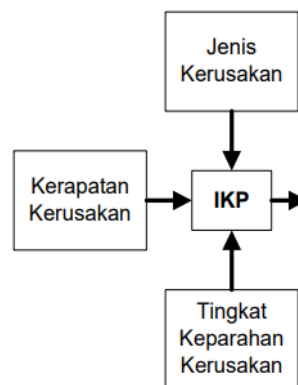 Jenis
Kerusakan
Kerapatan
Kerusakan
IKP
Tingkat
Keparahan
Kerusakan